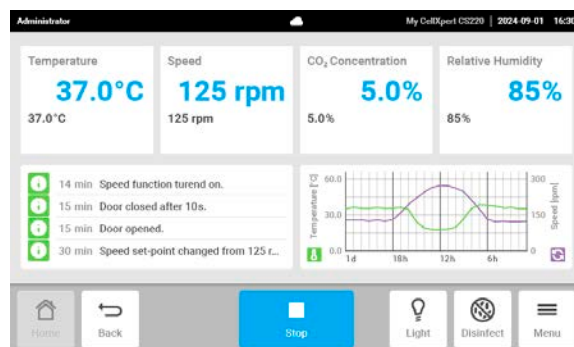 Administrator
My CellXpert CS220 | 2024-09-01 16:30
Temperature
37.0°C
37.0°C
Speed
125 rpm
125 rpm
CO₂ Concentration
5.0%
5.0%
Relative Humidity
85%
85%
14 min Speed function turend on.
15 min Door closed after 10s.
15 min Door opened.
30 min Speed set-point changed from 125 r...
Temperature [°C]
60.0
30.0
0.0
1d 18h 12h 6h
300
150
0
Speed [rpm]
Home
Back
Stop
Light
Disinfect
Menu